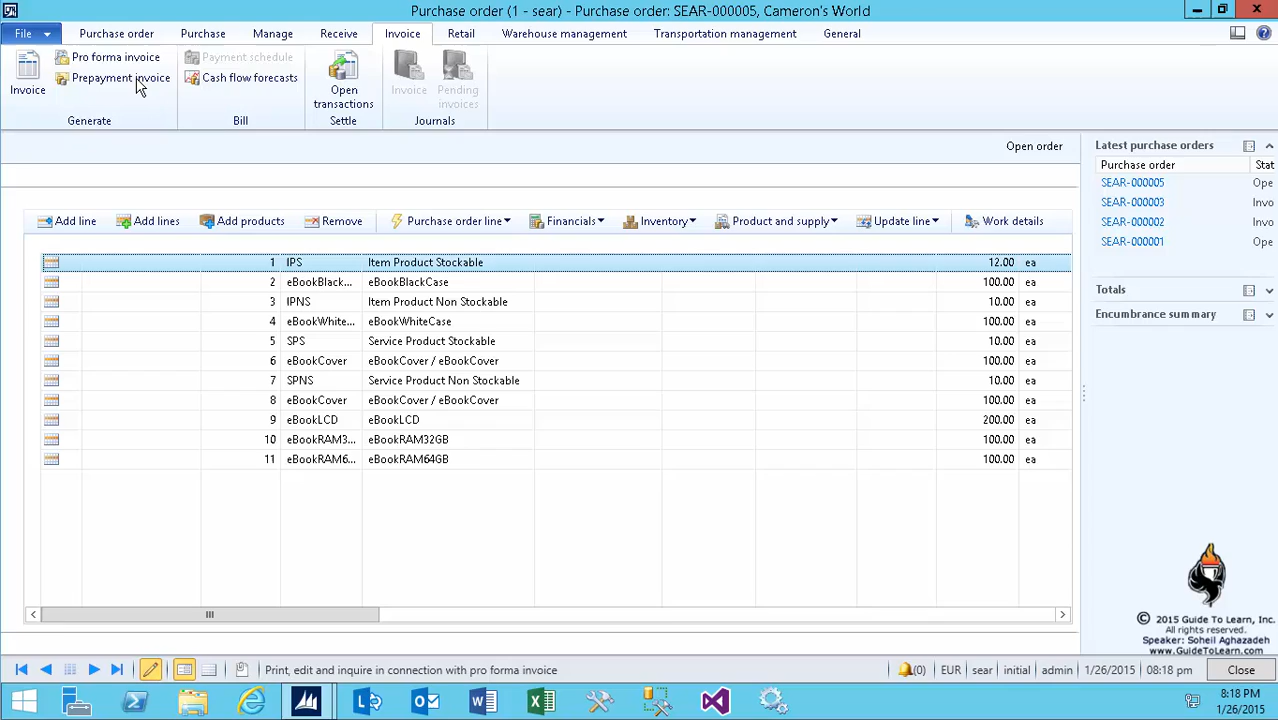 Purchase order (1 - sear) - Purchase order: SEAR-000005, Cameron's World
File Purchase order Purchase Manage Receive Invoice Retail Warehouse management Transportation management General
Invoice
Pro forma invoice
Prepayment invoice
Generate
Payment schedule
Cash flow forecasts
Bill
Open transactions
Settle
Invoice
Pending invoices
Journals
Open order
Add line Add lines Add products Remove Purchase order line Financials Inventory Product and supply Update line Work details
1 IPS Item Product Stockable 12.00 ea
2 eBookBlack... eBookBlackCase 100.00 ea
3 IPNS Item Product Non Stockable 10.00 ea
4 eBookWhite... eBookWhiteCase 100.00 ea
5 SPS Service Product Stockable 10.00 ea
6 eBookCover eBookCover / eBookCover 100.00 ea
7 SPNS Service Product Non Stockable 10.00 ea
8 eBookCover eBookCover / eBookCover 100.00 ea
9 eBookLCD eBookLCD 200.00 ea
10 eBookRAM3... eBookRAM32GB 100.00 ea
11 eBookRAM6... eBookRAM64GB 100.00 ea
Latest purchase orders
Purchase order Stat
SEAR-000005 Ope
SEAR-000003 Invo
SEAR-000002 Invo
SEAR-000001 Ope
Totals
Encumbrance summary
© 2015 Guide To Learn, Inc.
All rights reserved.
Speaker: Soheil Aghazadeh
www.GuideToLearn.com
Print, edit and inquire in connection with pro forma invoice
(0) EUR sear initial admin 1/26/2015 08:18 pm Close
8:18 PM
1/26/2015